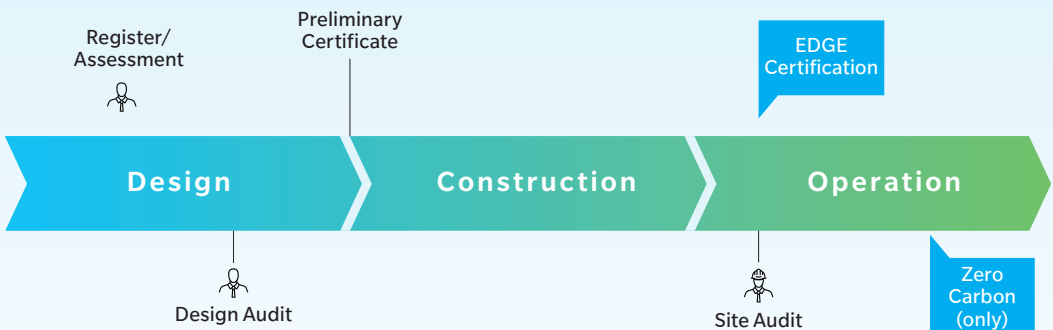 Register/
Assessment
Preliminary
Certificate
EDGE
Certification
Design
Construction
Operation
Design Audit
Site Audit
Zero
Carbon
(only)